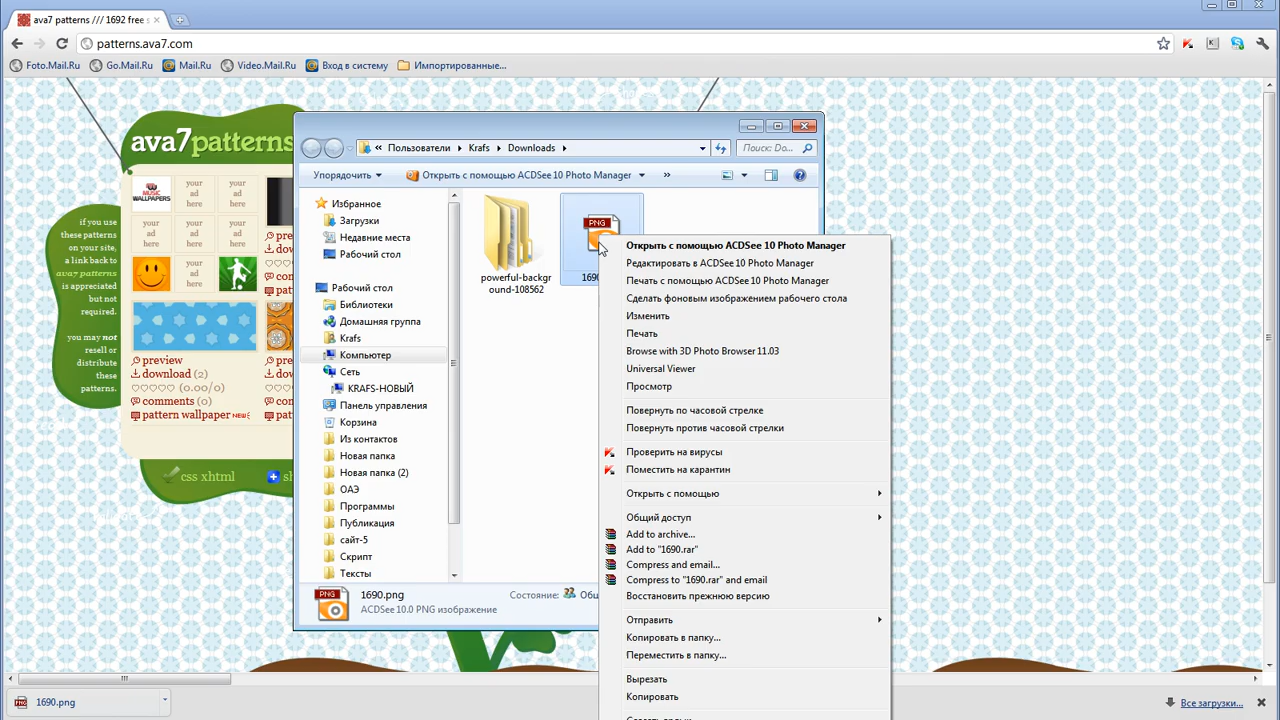 ava7 patterns /// 1692 free s
patterns.ava7.com
Foto.Mail.Ru
Go.Mail.Ru
Mail.Ru
Video.Mail.Ru
Вход в систему
Импортированные...
ava7patterns
MUSIC WALLPAPERS
your ad here
your ad here
your ad here
your ad here
your ad here
your ad here
if you use
these patterns
on your site,
a link back to
ava7 patterns
is appreciated
but not
required.
you may not
resell or
distribute
these
patterns.
preview
download (2)
(0.00/0)
comments (0)
pattern wallpaper NEW
css xhtml
Пользователи
Krafs
Downloads
Поиск: Do...
Упорядочить
Открыть с помощью ACDSee 10 Photo Manager
»
Избранное
Загрузки
Недавние места
Рабочий стол
Рабочий стол
Библиотеки
Домашняя группа
Krafs
Компьютер
Сеть
KRAFS-НОВЫЙ
Панель управления
Корзина
Из контактов
Новая папка
Новая папка (2)
ОАЭ
Программы
Публикация
сайт-5
Скрипт
Тексты
powerful-backgr
ound-108562
PNG
1690
Открыть с помощью ACDSee 10 Photo Manager
Редактировать в ACDSee 10 Photo Manager
Печать с помощью ACDSee 10 Photo Manager
Сделать фоновым изображением рабочего стола
Изменить
Печать
Browse with 3D Photo Browser 11.03
Universal Viewer
Просмотр
Повернуть по часовой стрелке
Повернуть против часовой стрелки
Проверить на вирусы
Поместить на карантин
Открыть с помощью
Общий доступ
Add to archive...
Add to "1690.rar"
Compress and email...
Compress to "1690.rar" and email
Восстановить прежнюю версию
Отправить
Копировать в папку...
Переместить в папку...
Вырезать
Копировать
PNG
1690.png
Состояние:
ACDSee 10.0 PNG изображение
1690.png
Все загрузки...